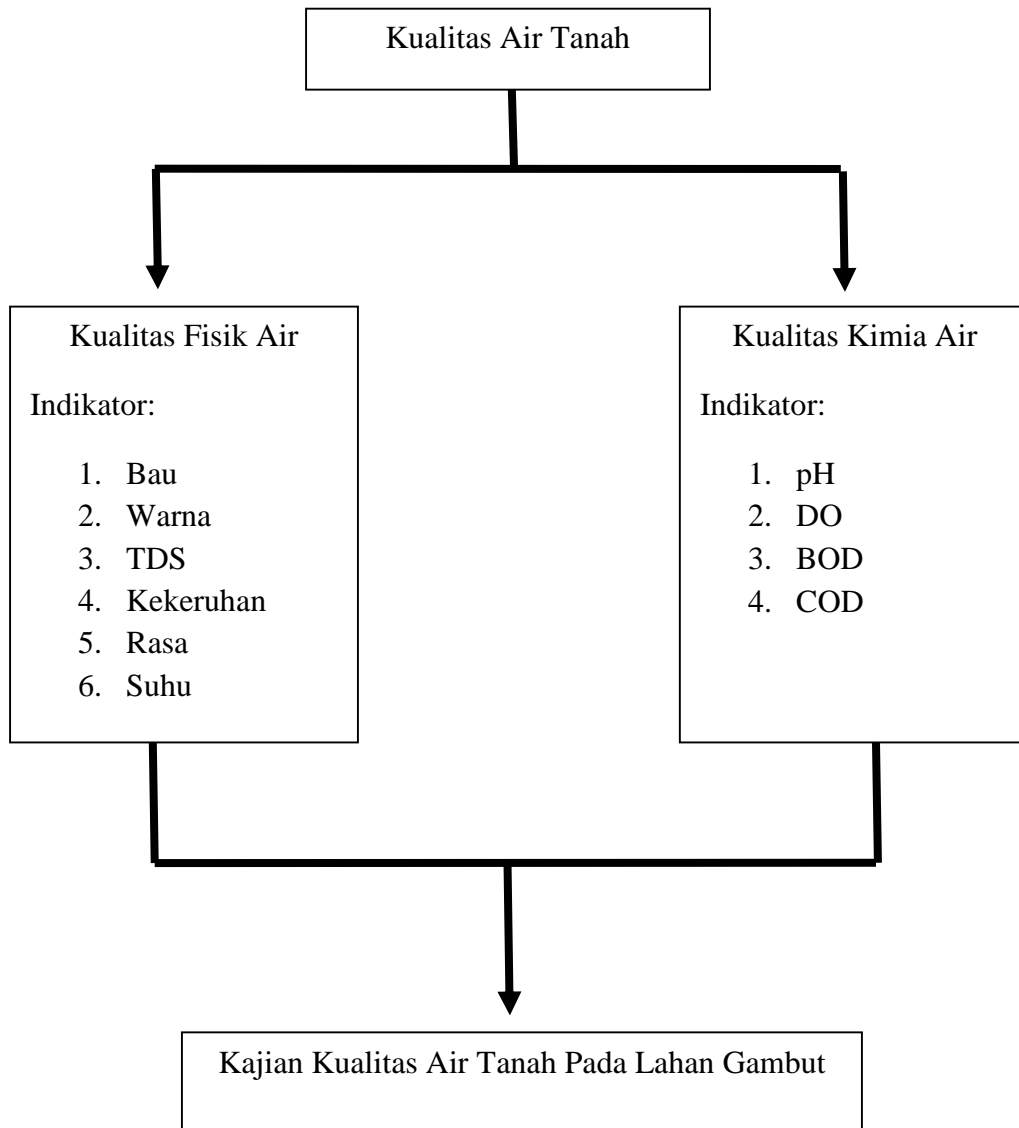 Kualitas Air Tanah
Kualitas Fisik Air
Indikator:
1. Bau
2. Warna
3. TDS
4. Kekeruhan
5. Rasa
6. Suhu
Kualitas Kimia Air
Indikator:
1. pH
2. DO
3. BOD
4. COD
Kajian Kualitas Air Tanah Pada Lahan Gambut